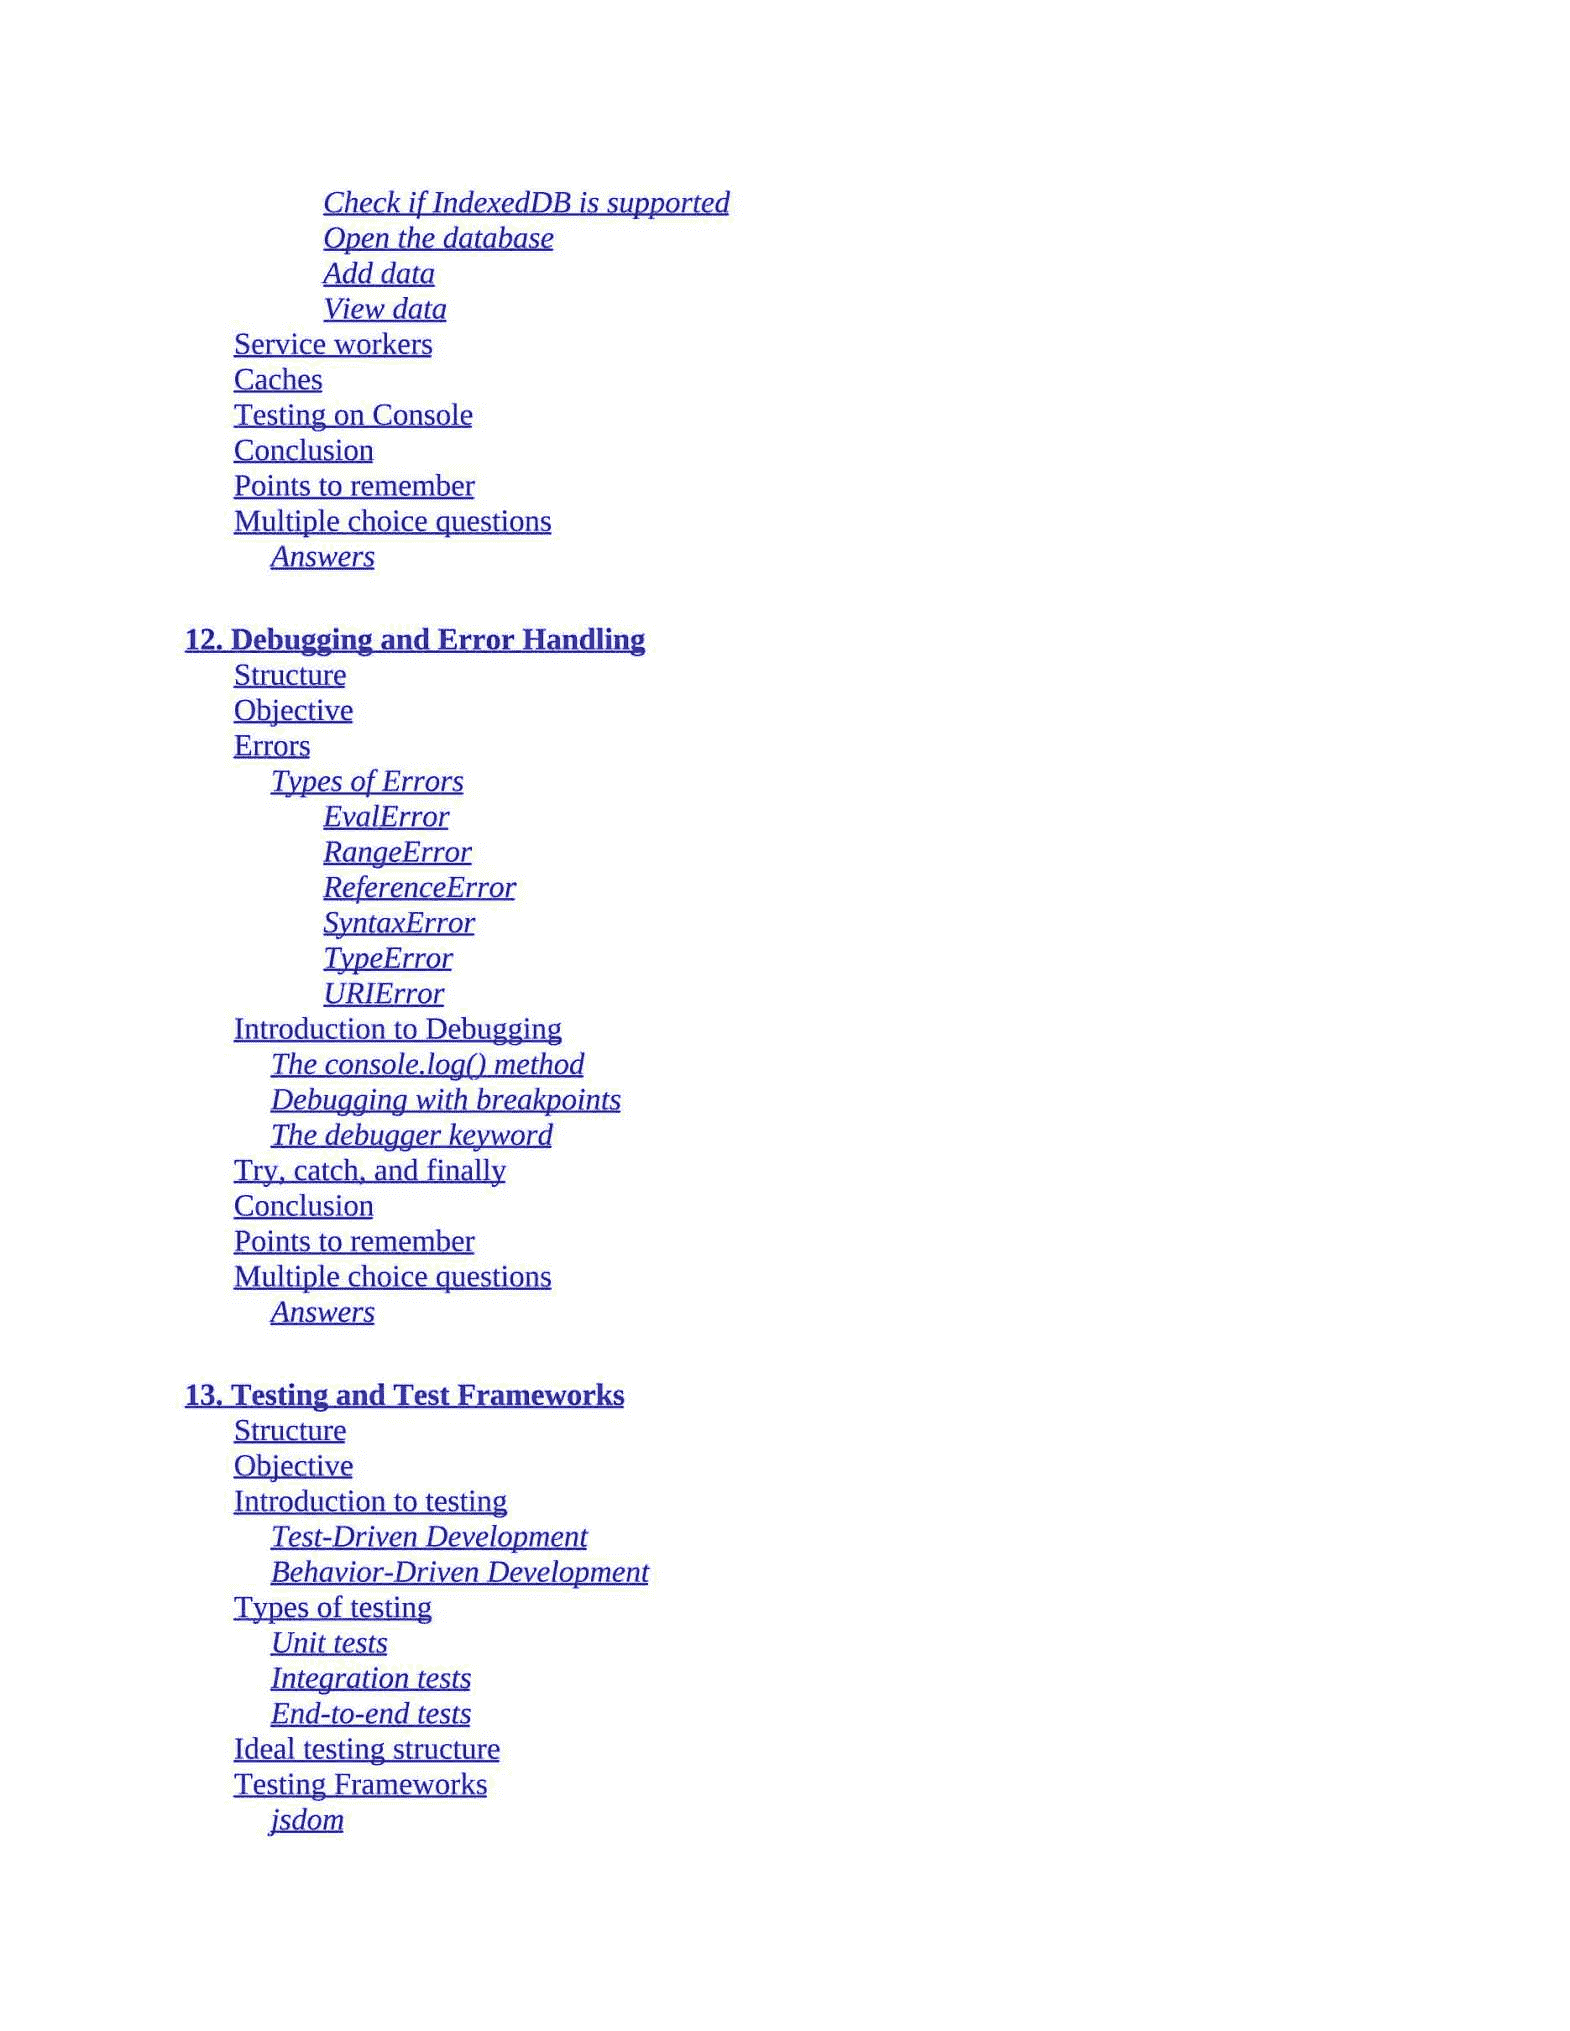 Check if IndexedDB is supported
Open the database
Add data
View data
Service workers
Caches
Testing on Console
Conclusion
Points to remember
Multiple choice questions
Answers
12. Debugging and Error Handling
Structure
Objective
Errors
Types of Errors
EvalError
RangeError
ReferenceError
SyntaxError
TypeError
URIError
Introduction to Debugging
The console.log() method
Debugging with breakpoints
The debugger keyword
Try, catch, and finally
Conclusion
Points to remember
Multiple choice questions
Answers
13. Testing and Test Frameworks
Structure
Objective
Introduction to testing
Test-Driven Development
Behavior-Driven Development
Types of testing
Unit tests
Integration tests
End-to-end tests
Ideal testing structure
Testing Frameworks
jsdom